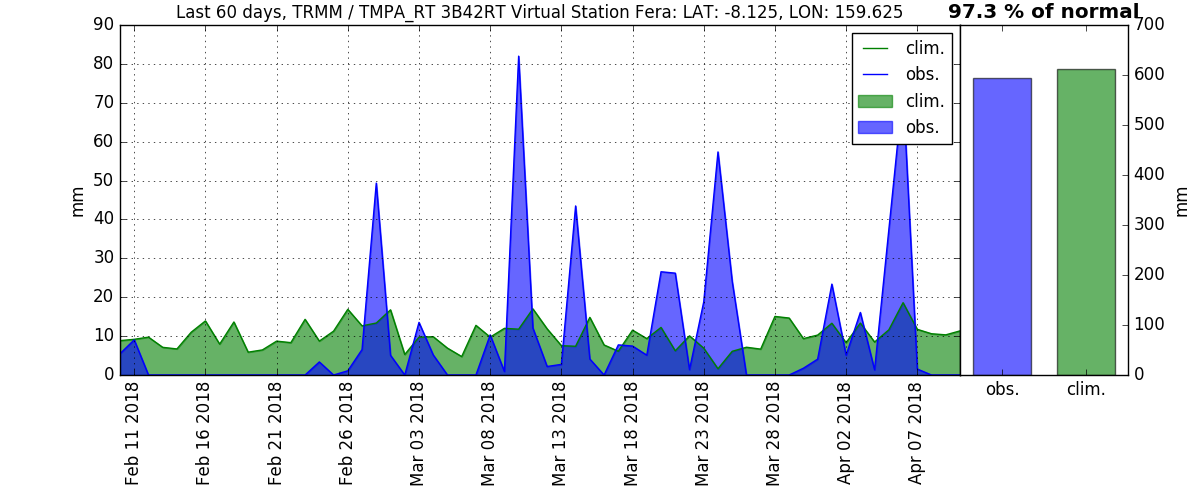 Last 60 days, TRMM / TMPA_RT 3B42RT Virtual Station Fera: LAT: -8.125, LON: 159.625
97.3 % of normal
90
80
70
60
50
40
30
20
10
0
mm
clim.
obs.
clim.
obs.
Feb 11 2018
Feb 16 2018
Feb 21 2018
Feb 26 2018
Mar 03 2018
Mar 08 2018
Mar 13 2018
Mar 18 2018
Mar 23 2018
Mar 28 2018
Apr 02 2018
Apr 07 2018
700
600
500
400
300
200
100
0
mm
obs.
clim.